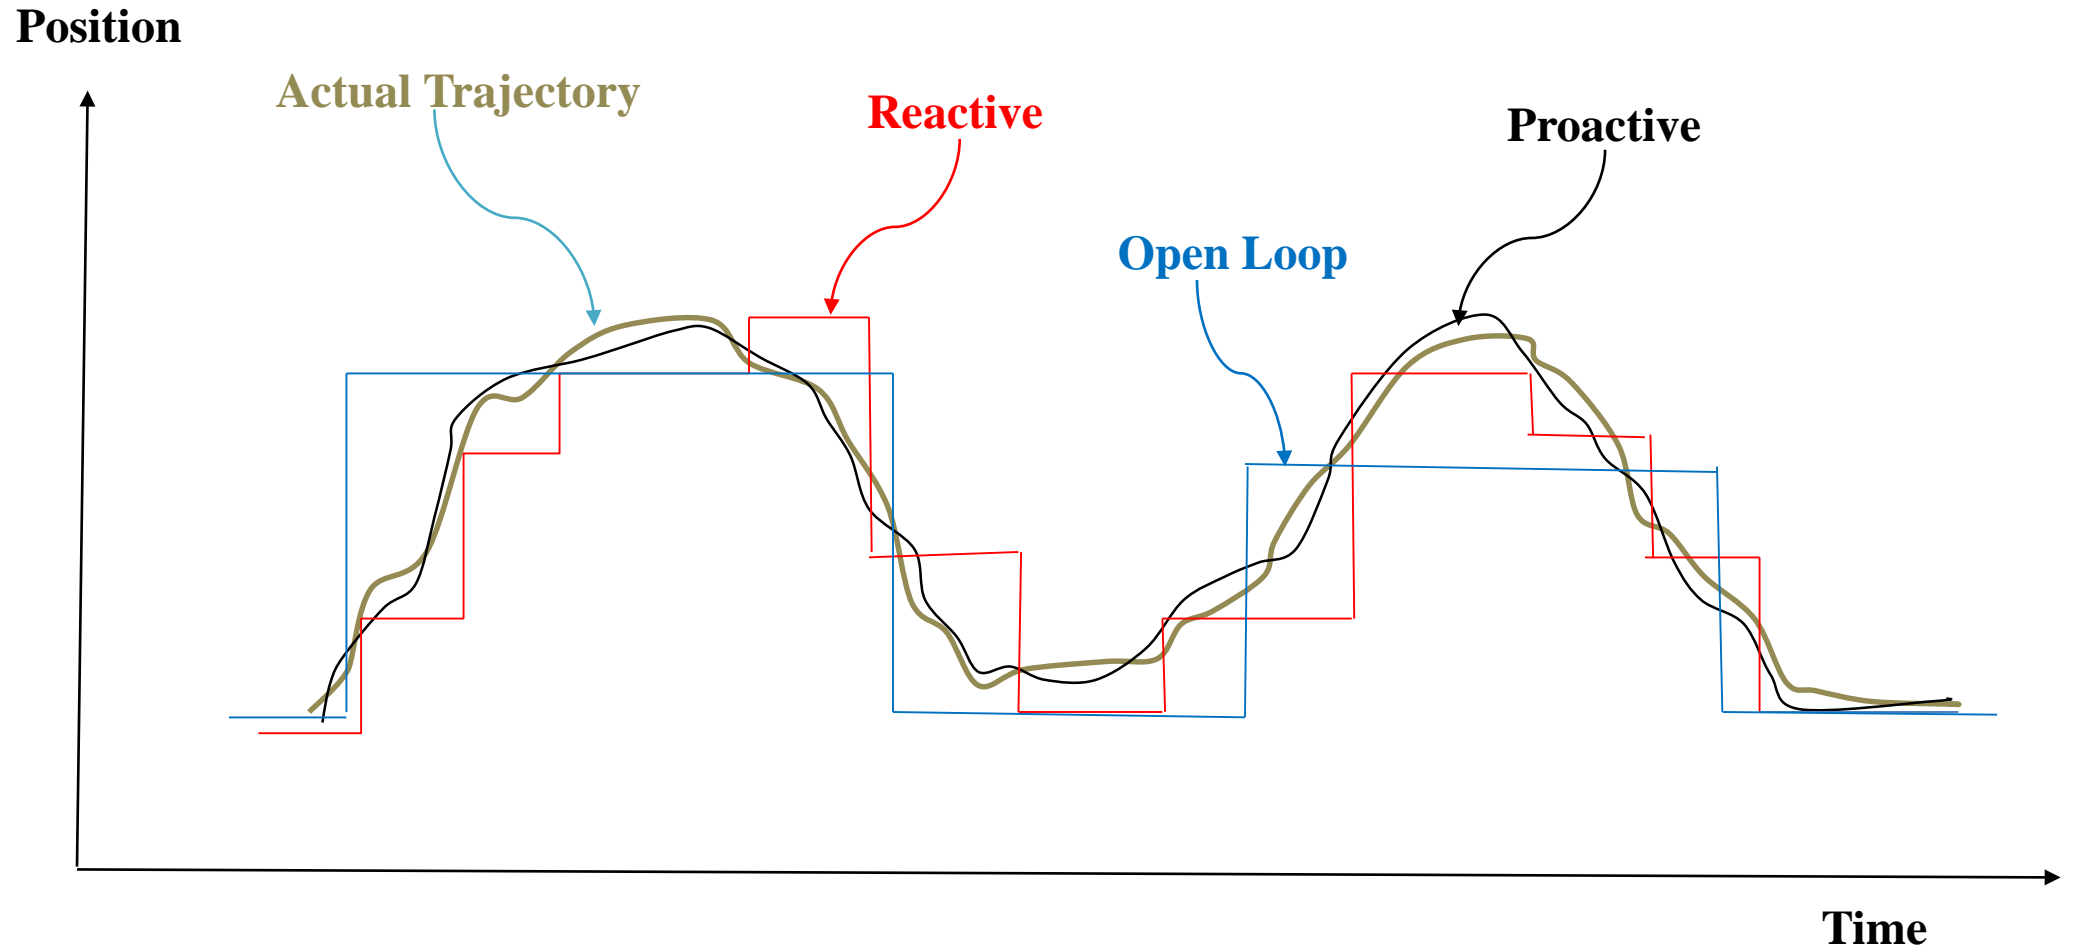 Position
Actual Trajectory
Reactive
Proactive
Open Loop
Time